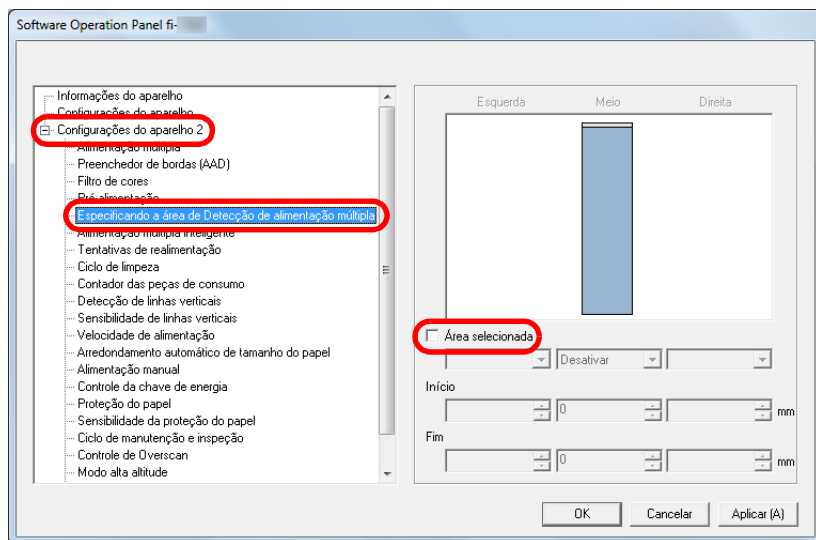 Software Operation Panel fi-
Informações do aparelho
Configurações do aparelho
Configurações do aparelho 2
Alimentação múltipla
Preenchedor de bordas (AAD)
Filtro de cores
Pré-alimentação
Especificando a área de Detecção de alimentação múltipla
Alimentação múltipla inteligente
Tentativas de realimentação
Ciclo de limpeza
Contador das peças de consumo
Detecção de linhas verticais
Sensibilidade de linhas verticais
Velocidade de alimentação
Arredondamento automático de tamanho do papel
Alimentação manual
Controle da chave de energia
Proteção do papel
Sensibilidade da proteção do papel
Ciclo de manutenção e inspeção
Controle de Overscan
Modo alta altitude
Esquerda Meio Direita
Área selecionada
Desativar
Início
0 mm
Fim
0 mm
OK Cancelar Aplicar (A)